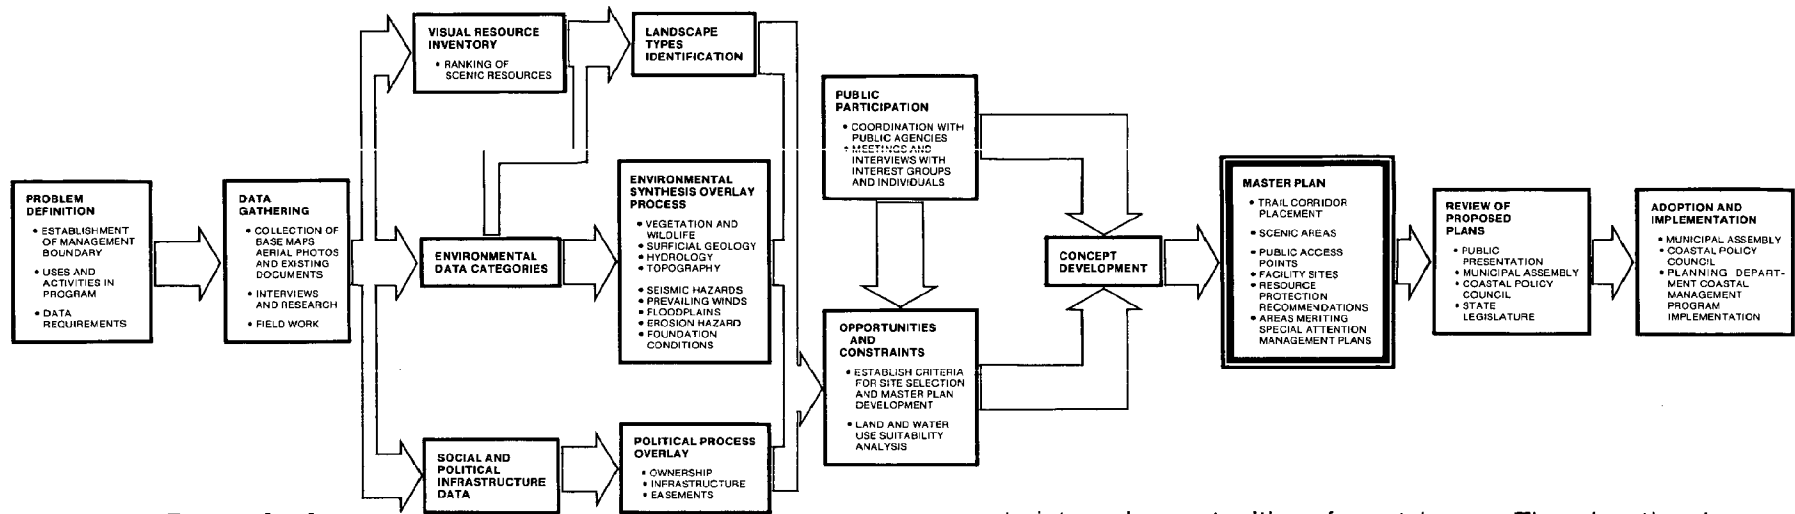 PROBLEM
DEFINITION
• ESTABLISHMENT
OF MANAGEMENT
BOUNDARY
• USES AND
ACTIVITIES IN
PROGRAM
• DATA
REQUIREMENTS
DATA
GATHERING
• COLLECTION OF
BASE MAPS
AERIAL PHOTOS
AND EXISTING
DOCUMENTS
• INTERVIEWS
AND RESEARCH
• FIELD WORK
VISUAL RESOURCE
INVENTORY
• RANKING OF
SCENIC RESOURCES
LANDSCAPE
TYPES
IDENTIFICATION
ENVIRONMENTAL
DATA CATEGORIES
ENVIRONMENTAL
SYNTHESIS OVERLAY
PROCESS
• VEGETATION AND
WILDLIFE
• SURFICIAL GEOLOGY
• HYDROLOGY
• TOPOGRAPHY
• SEISMIC HAZARDS
• PREVAILING WINDS
• FLOODPLAINS
• EROSION HAZARD
• FOUNDATION
CONDITIONS
SOCIAL AND
POLITICAL
INFRASTRUCTURE
DATA
POLITICAL PROCESS
OVERLAY
• OWNERSHIP
• INFRASTRUCTURE
• EASEMENTS
PUBLIC
PARTICIPATION
• COORDINATION WITH
PUBLIC AGENCIES
• MEETINGS AND
INTERVIEWS WITH
INTEREST GROUPS
AND INDIVIDUALS
OPPORTUNITIES
AND
CONSTRAINTS
• ESTABLISH CRITERIA
FOR SITE SELECTION
AND MASTER PLAN
DEVELOPMENT
• LAND AND WATER
USE SUITABILITY
ANALYSIS
CONCEPT
DEVELOPMENT
MASTER PLAN
• TRAIL CORRIDOR
PLACEMENT
• SCENIC AREAS
• PUBLIC ACCESS
POINTS
• FACILITY SITES
• RESOURCE
PROTECTION
RECOMMENDATIONS
• AREAS MERITING
SPECIAL ATTENTION
MANAGEMENT PLANS
REVIEW OF
PROPOSED
PLANS
• PUBLIC
PRESENTATION
• MUNICIPAL ASSEMBLY
• COASTAL POLICY
COUNCIL
• STATE
LEGISLATURE
ADOPTION AND
IMPLEMENTATION
• MUNICIPAL ASSEMBLY
• COASTAL POLICY
COUNCIL
• PLANNING DEPART-
MENT COASTAL
MANAGEMENT
PROGRAM
IMPLEMENTATION